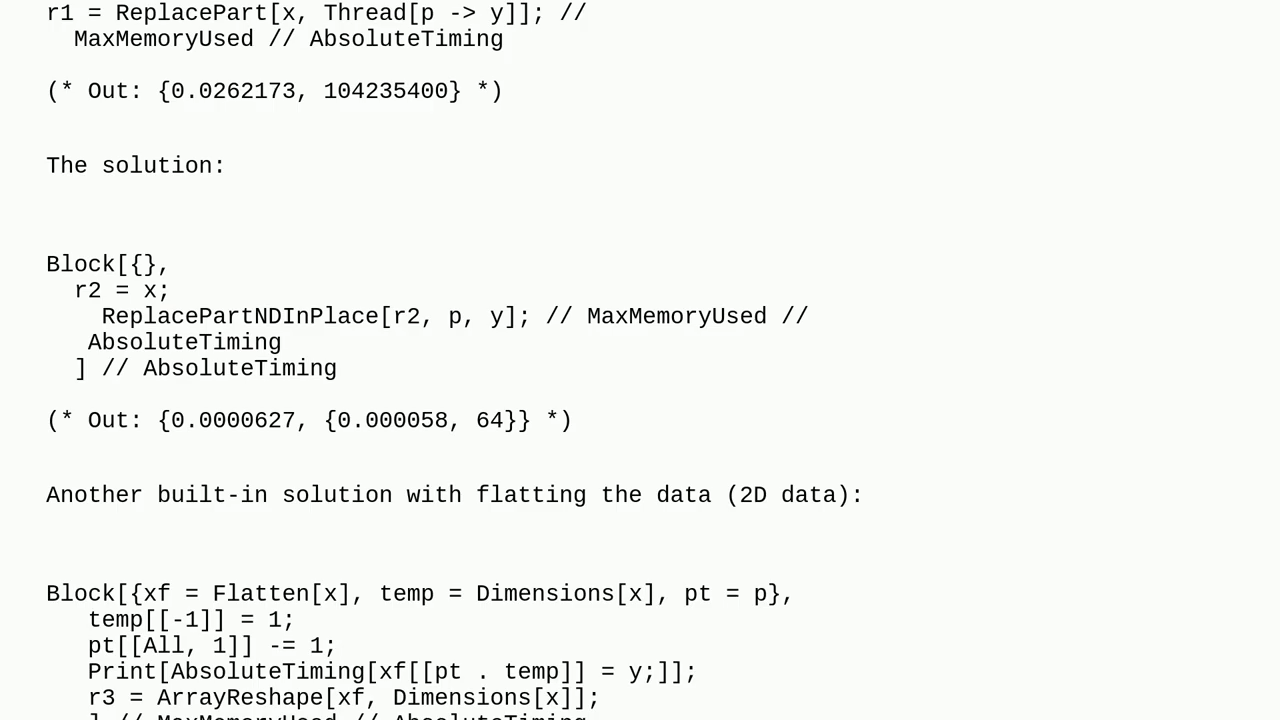 r1 = ReplacePart[x, Thread[p -> y]]; //
MaxMemoryUsed // AbsoluteTiming
(* Out: {0.0262173, 104235400} *)
The solution:
Block[{},
r2 = x;
ReplacePartNDInPlace[r2, p, y]; // MaxMemoryUsed //
AbsoluteTiming
] // AbsoluteTiming
(* Out: {0.0000627, {0.000058, 64}} *)
Another built-in solution with flatting the data (2D data):
Block[{xf = Flatten[x], temp = Dimensions[x], pt = p},
temp[[-1]] = 1;
pt[[All, 1]] -= 1;
Print[AbsoluteTiming[xf[[pt . temp]] = y;]];
r3 = ArrayReshape[xf, Dimensions[x]];
] // MaxMemoryUsed // AbsoluteTiming